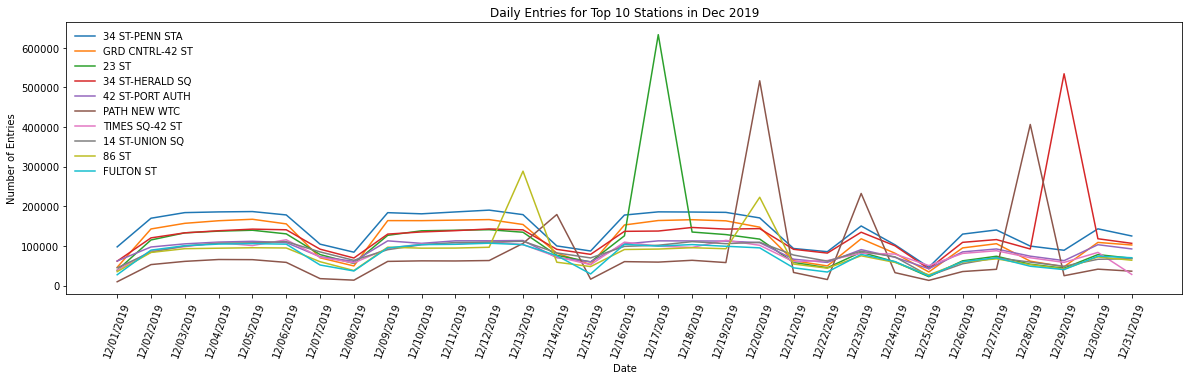 Daily Entries for Top 10 Stations in Dec 2019
Number of Entries
600000
500000
400000
300000
200000
100000
0
34 ST-PENN STA
GRD CNTRL-42 ST
23 ST
34 ST-HERALD SQ
42 ST-PORT AUTH
PATH NEW WTC
TIMES SQ-42 ST
14 ST-UNION SQ
86 ST
FULTON ST
12/01/2019
12/02/2019
12/03/2019
12/04/2019
12/05/2019
12/06/2019
12/07/2019
12/08/2019
12/09/2019
12/10/2019
12/11/2019
12/12/2019
12/13/2019
12/14/2019
12/15/2019
12/16/2019
12/17/2019
12/18/2019
12/19/2019
12/20/2019
12/21/2019
12/22/2019
12/23/2019
12/24/2019
12/25/2019
12/26/2019
12/27/2019
12/28/2019
12/29/2019
12/30/2019
12/31/2019
Date